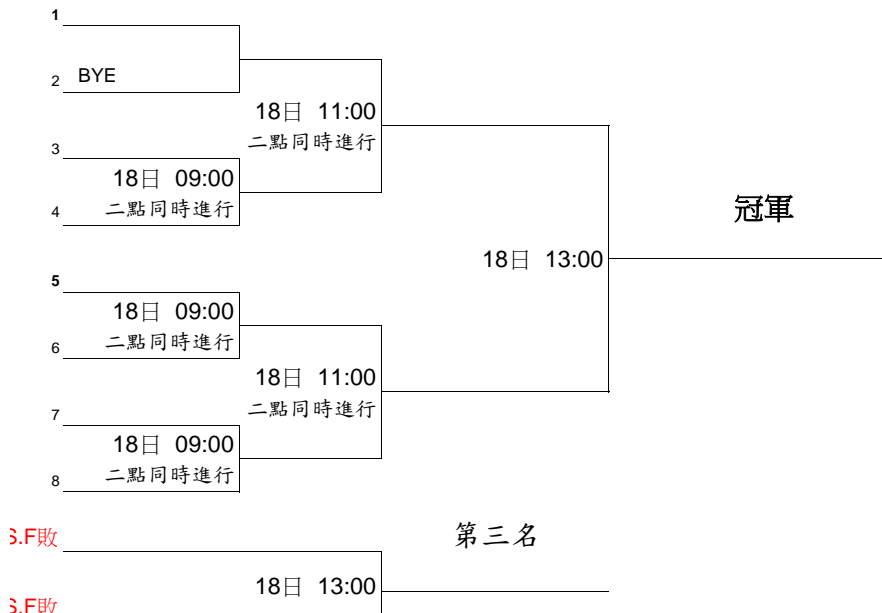 1
2 BYE
18日 11:00
二點同時進行
3
18日 09:00
4 二點同時進行
冠軍
18日 13:00
5
18日 09:00
6 二點同時進行
18日 11:00
二點同時進行
7
18日 09:00
8 二點同時進行
S.F敗
第三名
18日 13:00
S.F敗